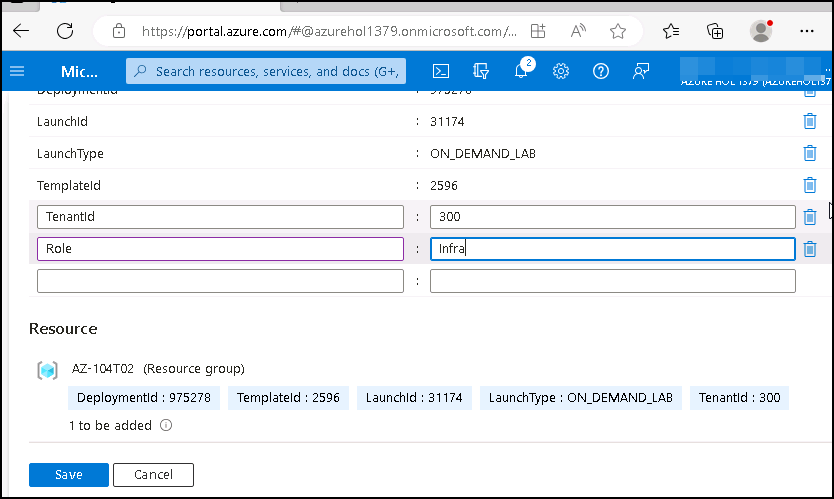 https://portal.azure.com/#@azurehol1379.onmicrosoft.com/...
Mic...
Search resources, services, and docs (G+/)
2
AZURE HOL 1379 (AZUREHOL137
DeploymentId 975278
LaunchId : 31174
LaunchType : ON_DEMAND_LAB
TemplateId : 2596
TenantId : 300
Role : Infra
:
Resource
AZ-104T02 (Resource group)
DeploymentId : 975278 TemplateId : 2596 LaunchId : 31174 LaunchType : ON_DEMAND_LAB TenantId : 300
1 to be added
Save Cancel